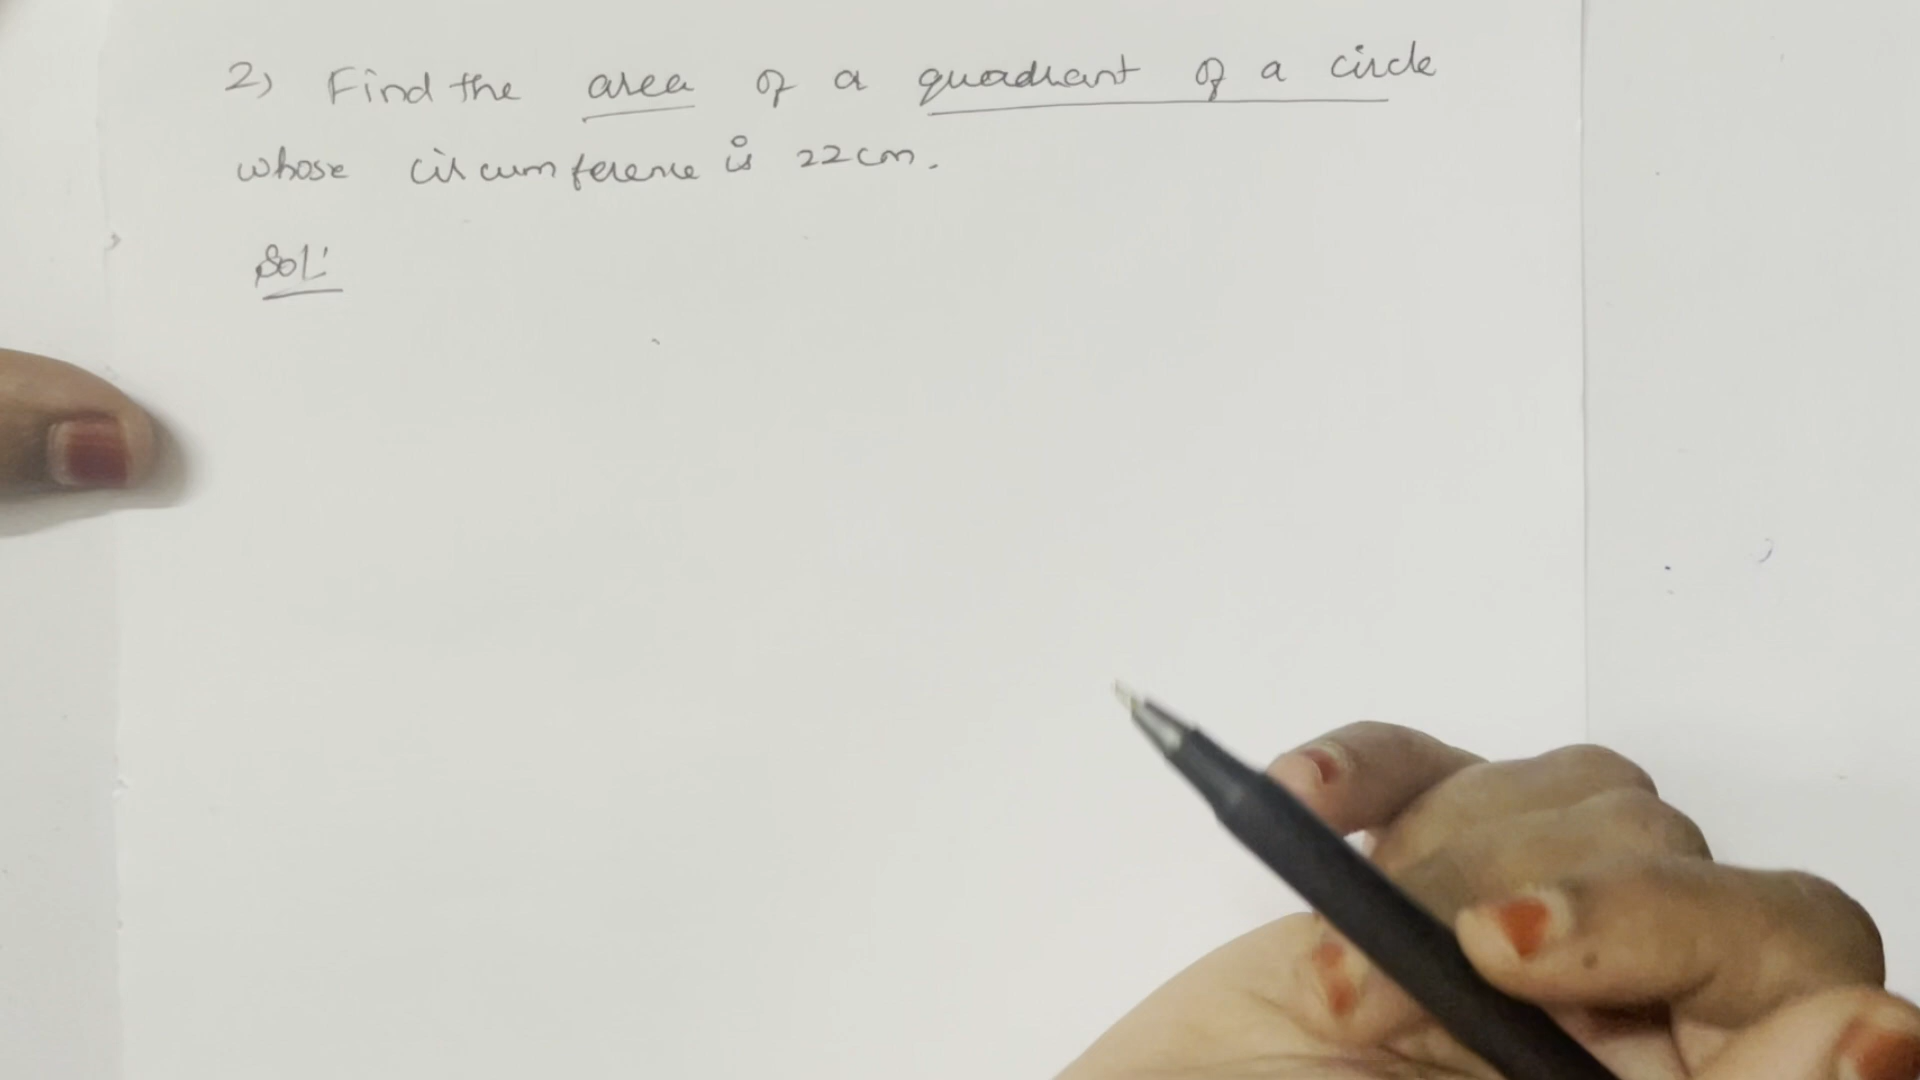 2) Find the area of a quadrant of a circle
whose circumference is 22cm.
Sol: